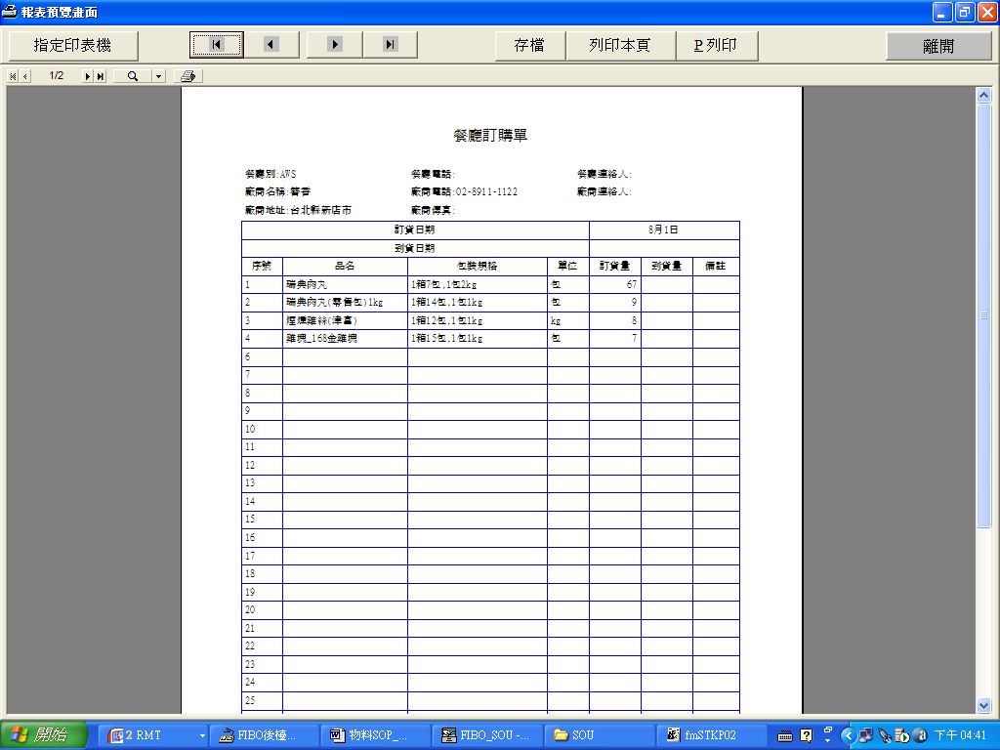 報表預覽畫面
指定印表機 存檔 列印本頁 P列印 離開
1/2
餐廳訂購單
餐廳別:AWS 餐廳電話: 餐廳連絡人:
廠商名稱:馨香 廠商電話:02-8911-1122 廠商連絡人:
廠商地址:台北縣新店市 廠商傳真:
訂貨日期 8月1日
到貨日期
序號 品名 包裝規格 單位 訂貨量 到貨量 備註
1 瑞典肉丸 1箱7包,1包2kg 包 67
2 瑞典肉丸(零售包)1kg 1箱14包,1包1kg 包 9
3 煙燻雞絲(津富) 1箱12包,1包1kg kg 8
4 雞塊_168金雞塊 1箱15包,1包1kg 包 7
6
7
8
9
10
11
12
13
14
15
16
17
18
19
20
21
22
23
24
25
開始 2 RMT FIBO後檯... 物料SOP_... FIBO_SOU -... SOU fmSTKP02 下午 04:41